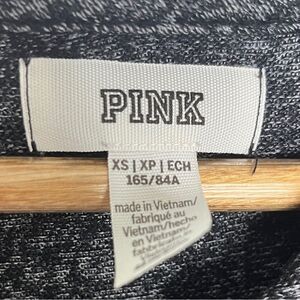 PINK
XS | XP | ECH
165/84A
made in Vietnam/
fabriqué au
Vietnam/hecho
en Vietnam/